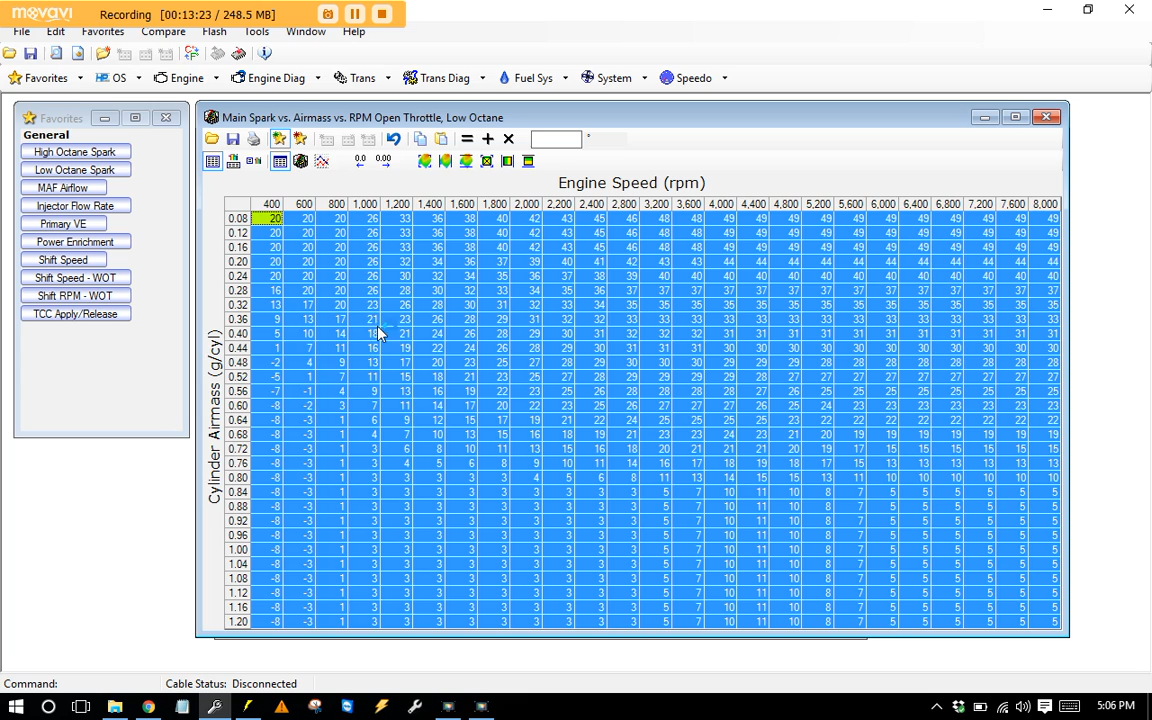 movavi Recording [00:13:23 / 248.5 MB]
File Edit Favorites Compare Flash Tools Window Help
Favorites HP OS Engine Engine Diag Trans Trans Diag Fuel Sys System Speedo
Favorites
General
High Octane Spark
Low Octane Spark
MAF Airflow
Injector Flow Rate
Primary VE
Power Enrichment
Shift Speed
Shift Speed - WOT
Shift RPM - WOT
TCC Apply/Release
Main Spark vs. Airmass vs. RPM Open Throttle, Low Octane
°
0.0 0.00
Engine Speed (rpm)
Cylinder Airmass (g/cyl)
400 600 800 1,000 1,200 1,400 1,600 1,800 2,000 2,200 2,400 2,800 3,200 3,600 4,000 4,400 4,800 5,200 5,600 6,000 6,400 6,800 7,200 7,600 8,000
0.08 20 20 20 26 33 36 38 40 42 43 45 46 48 48 49 49 49 49 49 49 49 49 49 49 49
0.12 20 20 20 26 33 36 38 40 42 43 45 46 48 48 49 49 49 49 49 49 49 49 49 49 49
0.16 20 20 20 26 33 36 38 40 42 43 45 46 48 48 49 49 49 49 49 49 49 49 49 49 49
0.20 20 20 20 26 32 34 36 37 39 40 41 42 43 43 44 44 44 44 44 44 44 44 44 44 44
0.24 20 20 20 26 30 32 34 35 36 37 38 39 40 40 40 40 40 40 40 40 40 40 40 40 40
0.28 16 20 20 26 28 30 32 33 34 35 36 37 37 37 37 37 37 37 37 37 37 37 37 37 37
0.32 13 17 20 23 26 28 30 31 32 33 34 35 35 35 35 35 35 35 35 35 35 35 35 35 35
0.36 9 13 17 21 23 26 28 29 31 32 32 33 33 33 33 33 33 33 33 33 33 33 33 33 33
0.40 5 10 14 18 21 24 26 28 29 30 31 32 32 32 31 31 31 31 31 31 31 31 31 31 31
0.44 1 7 11 16 19 22 24 26 28 29 30 31 31 31 30 30 30 30 30 30 30 30 30 30 30
0.48 -2 4 9 13 17 20 23 25 27 28 29 30 30 30 29 29 28 28 28 28 28 28 28 28 28
0.52 -5 1 7 11 15 18 21 23 25 27 28 29 29 29 29 28 27 27 27 27 27 27 27 27 27
0.56 -7 -1 4 9 13 16 19 22 23 25 26 28 28 28 28 27 26 25 25 25 25 25 25 25 25
0.60 -8 -2 3 7 11 14 17 20 22 23 25 26 27 27 27 26 25 24 23 23 23 23 23 23 23
0.64 -8 -3 1 6 9 12 15 17 19 21 22 24 25 25 25 25 23 22 22 22 22 22 22 22 22
0.68 -8 -3 1 4 7 10 13 15 16 18 19 21 23 23 24 23 21 20 19 19 19 19 19 19 19
0.72 -8 -3 1 3 6 8 10 11 13 15 16 18 20 21 21 21 20 19 17 15 15 15 15 15 15
0.76 -8 -3 1 3 4 5 6 8 9 10 11 14 16 17 18 19 18 17 15 13 13 13 13 13 13
0.80 -8 -3 1 3 3 3 3 3 4 5 6 8 11 13 14 15 15 13 11 10 10 10 10 10 10
0.84 -8 -3 1 3 3 3 3 3 3 3 3 3 5 7 10 11 10 8 7 5 5 5 5 5 5
0.88 -8 -3 1 3 3 3 3 3 3 3 3 3 5 7 10 11 10 8 7 5 5 5 5 5 5
0.92 -8 -3 1 3 3 3 3 3 3 3 3 3 5 7 10 11 10 8 7 5 5 5 5 5 5
0.96 -8 -3 1 3 3 3 3 3 3 3 3 3 5 7 10 11 10 8 7 5 5 5 5 5 5
1.00 -8 -3 1 3 3 3 3 3 3 3 3 3 5 7 10 11 10 8 7 5 5 5 5 5 5
1.04 -8 -3 1 3 3 3 3 3 3 3 3 3 5 7 10 11 10 8 7 5 5 5 5 5 5
1.08 -8 -3 1 3 3 3 3 3 3 3 3 3 5 7 10 11 10 8 7 5 5 5 5 5 5
1.12 -8 -3 1 3 3 3 3 3 3 3 3 3 5 7 10 11 10 8 7 5 5 5 5 5 5
1.16 -8 -3 1 3 3 3 3 3 3 3 3 3 5 7 10 11 10 8 7 5 5 5 5 5 5
1.20 -8 -3 1 3 3 3 3 3 3 3 3 3 5 7 10 11 10 8 7 5 5 5 5 5 5
Command: Cable Status: Disconnected
5:06 PM